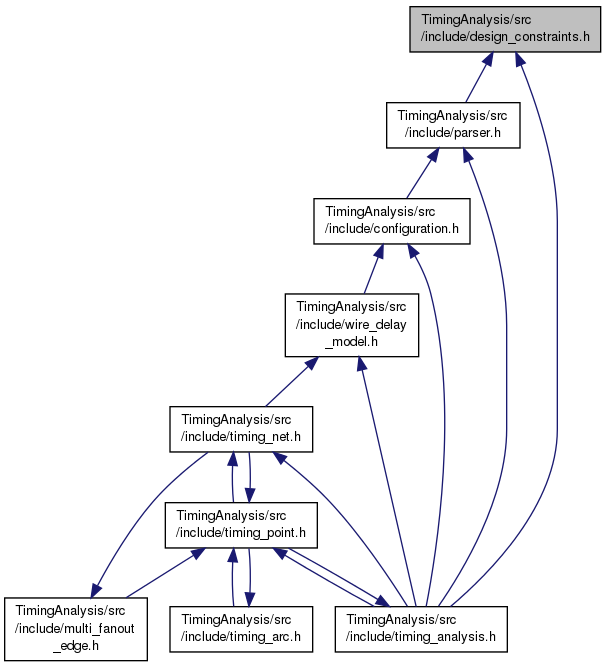 TimingAnalysis/src
/include/design_constraints.h
TimingAnalysis/src
/include/parser.h
TimingAnalysis/src
/include/configuration.h
TimingAnalysis/src
/include/wire_delay
_model.h
TimingAnalysis/src
/include/timing_net.h
TimingAnalysis/src
/include/timing_point.h
TimingAnalysis/src
/include/multi_fanout
_edge.h
TimingAnalysis/src
/include/timing_arc.h
TimingAnalysis/src
/include/timing_analysis.h